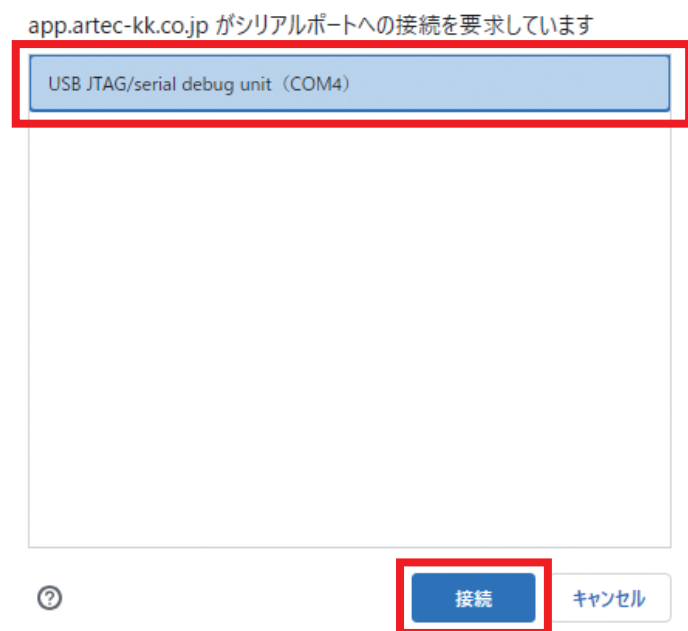 app.artec-kk.co.jp がシリアルポートへの接続を要求しています
USB JTAG/serial debug unit（COM4）
接続
キャンセル